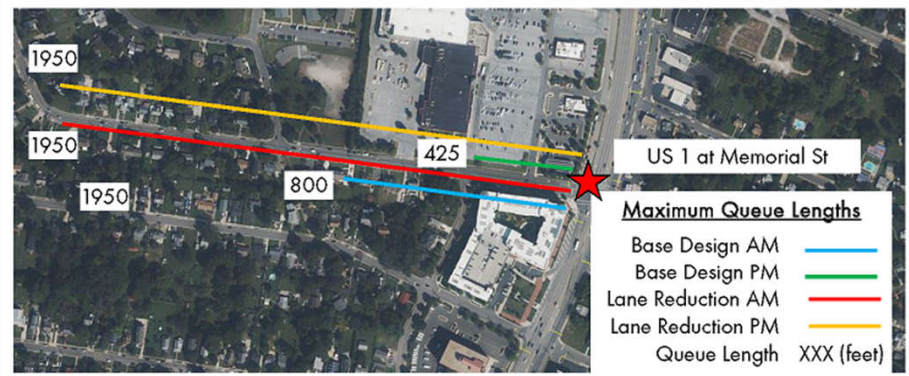 1950
1950
425
US 1 at Memorial St
800
1950
Maximum Queue Lengths
Base Design AM
Base Design PM
Lane Reduction AM
Lane Reduction PM
Queue Length XXX (feet)